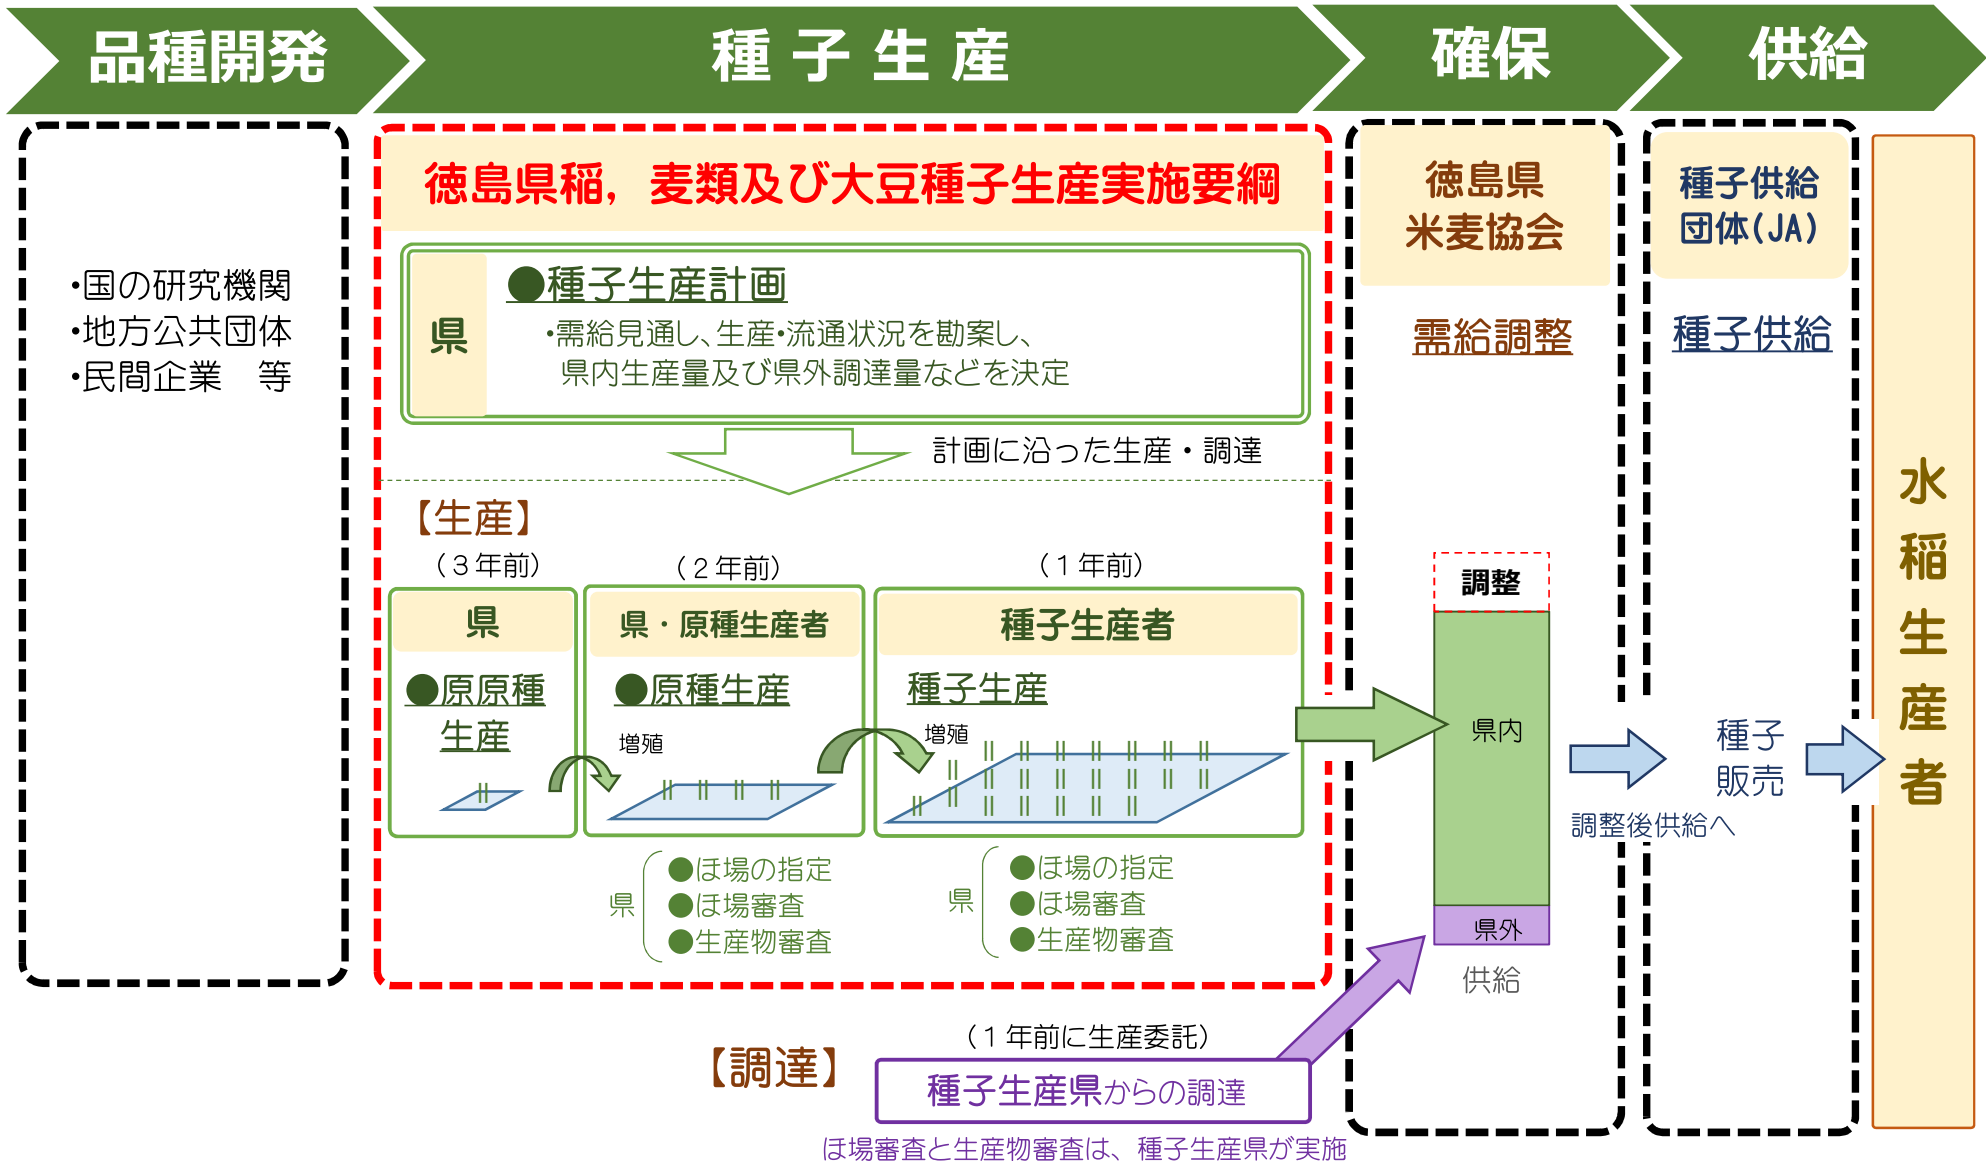 品種開発
種子生産
確保
供給
・国の研究機関
・地方公共団体
・民間企業　等
徳島県稲，麦類及び大豆種子生産実施要綱
県
●種子生産計画
・需給見通し、生産・流通状況を勘案し、
県内生産量及び県外調達量などを決定
計画に沿った生産・調達
【生産】
（３年前）
県
●原原種
生産
（２年前）
県・原種生産者
●原種生産
増殖
（１年前）
種子生産者
種子生産
増殖
県
●ほ場の指定
●ほ場審査
●生産物審査
県
●ほ場の指定
●ほ場審査
●生産物審査
【調達】
（１年前に生産委託）
種子生産県からの調達
ほ場審査と生産物審査は、種子生産県が実施
徳島県
米麦協会
需給調整
調整
県内
県外
供給
調整後供給へ
種子供給
団体(JA)
種子供給
種子
販売
水稲生産者